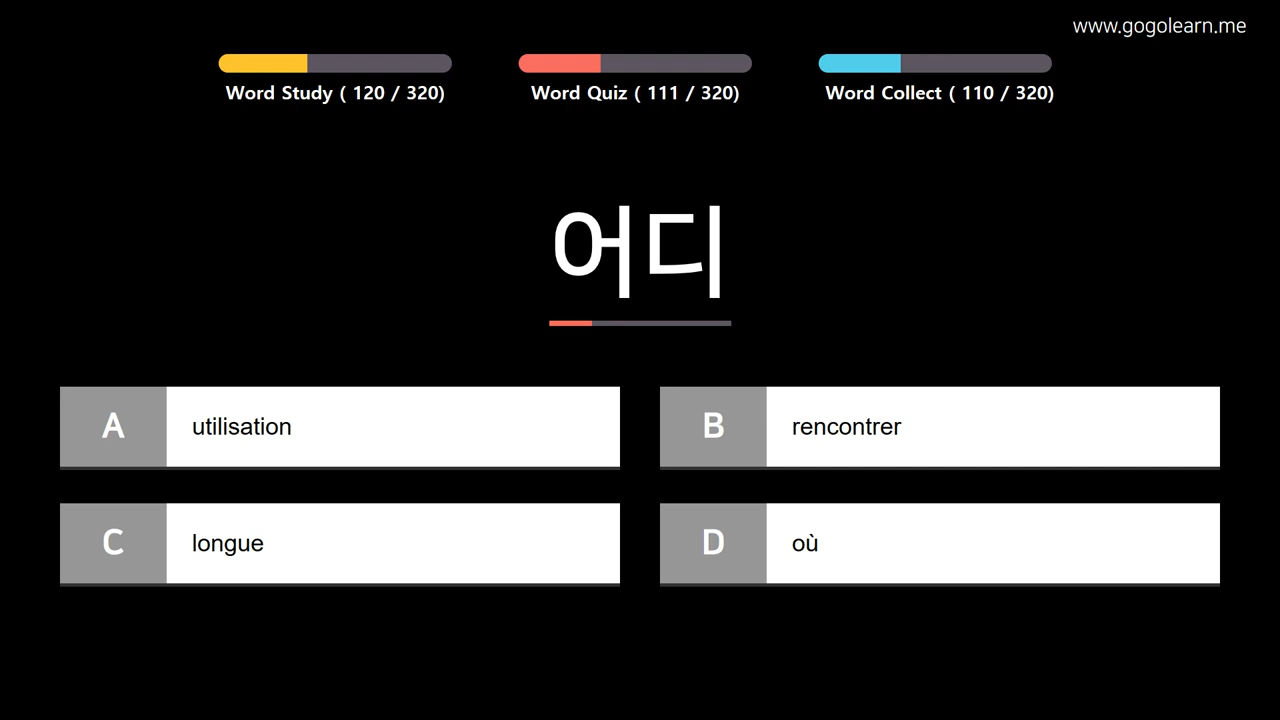 www.gogolearn.me
Word Study ( 120 / 320)
Word Quiz ( 111 / 320)
Word Collect ( 110 / 320)
어디
A utilisation
B rencontrer
C longue
D où